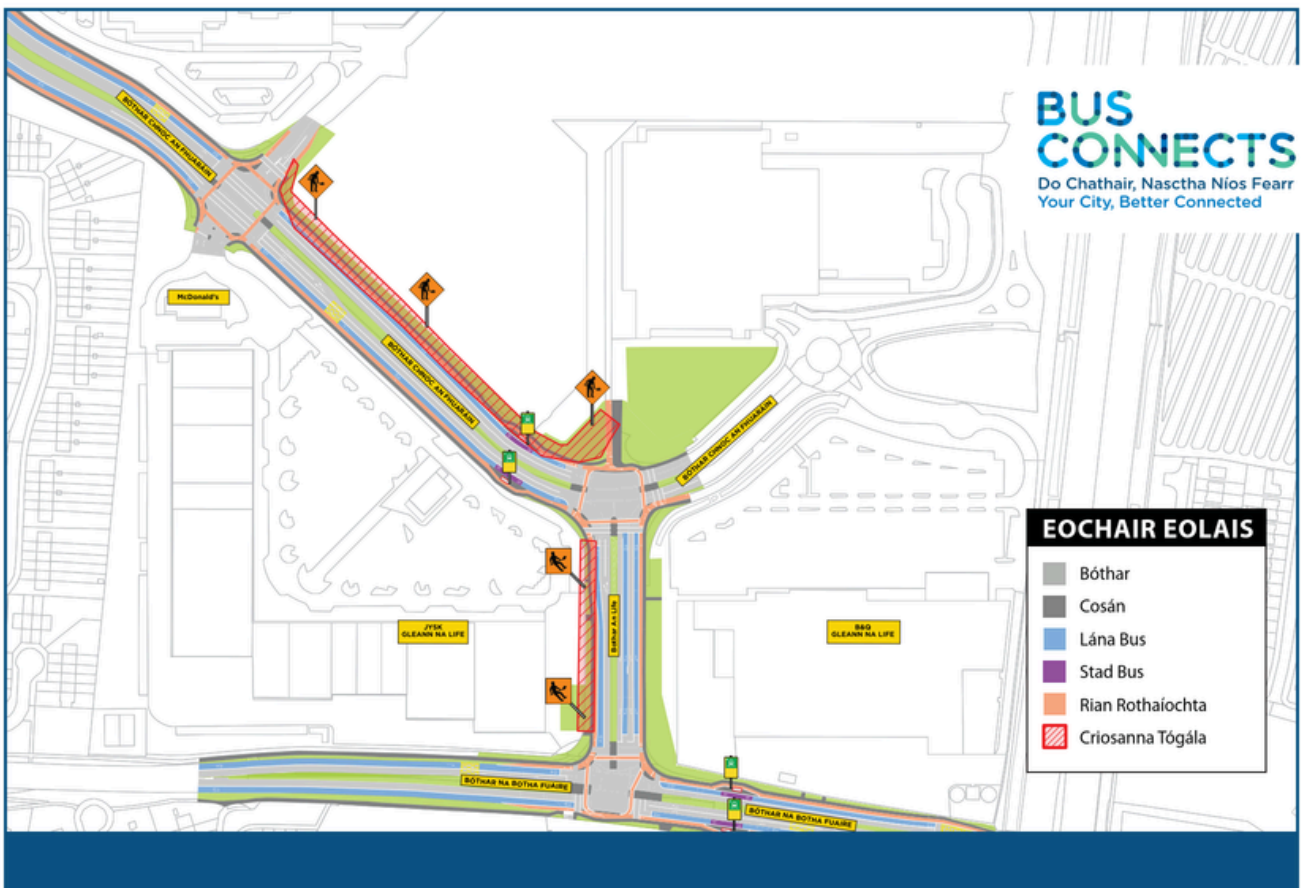 BUS
CONNECTS
Do Chathair, Nasctha Níos Fearr
Your City, Better Connected
BÓTHAR CHNOC AN FHUARÁIN
McDonald's
BÓTHAR CHNOC AN FHUARÁIN
BÓTHAR CHNOC AN FHUARÁIN
JYSK
GLEANN NA LIFE
Bóthar An Life
B&Q
GLEANN NA LIFE
BÓTHAR NA BOTHA FUAIRE
BÓTHAR NA BOTHA FUAIRE
EOCHAIR EOLAIS
Bóthar
Cosán
Lána Bus
Stad Bus
Rian Rothaíochta
Criosanna Tógála